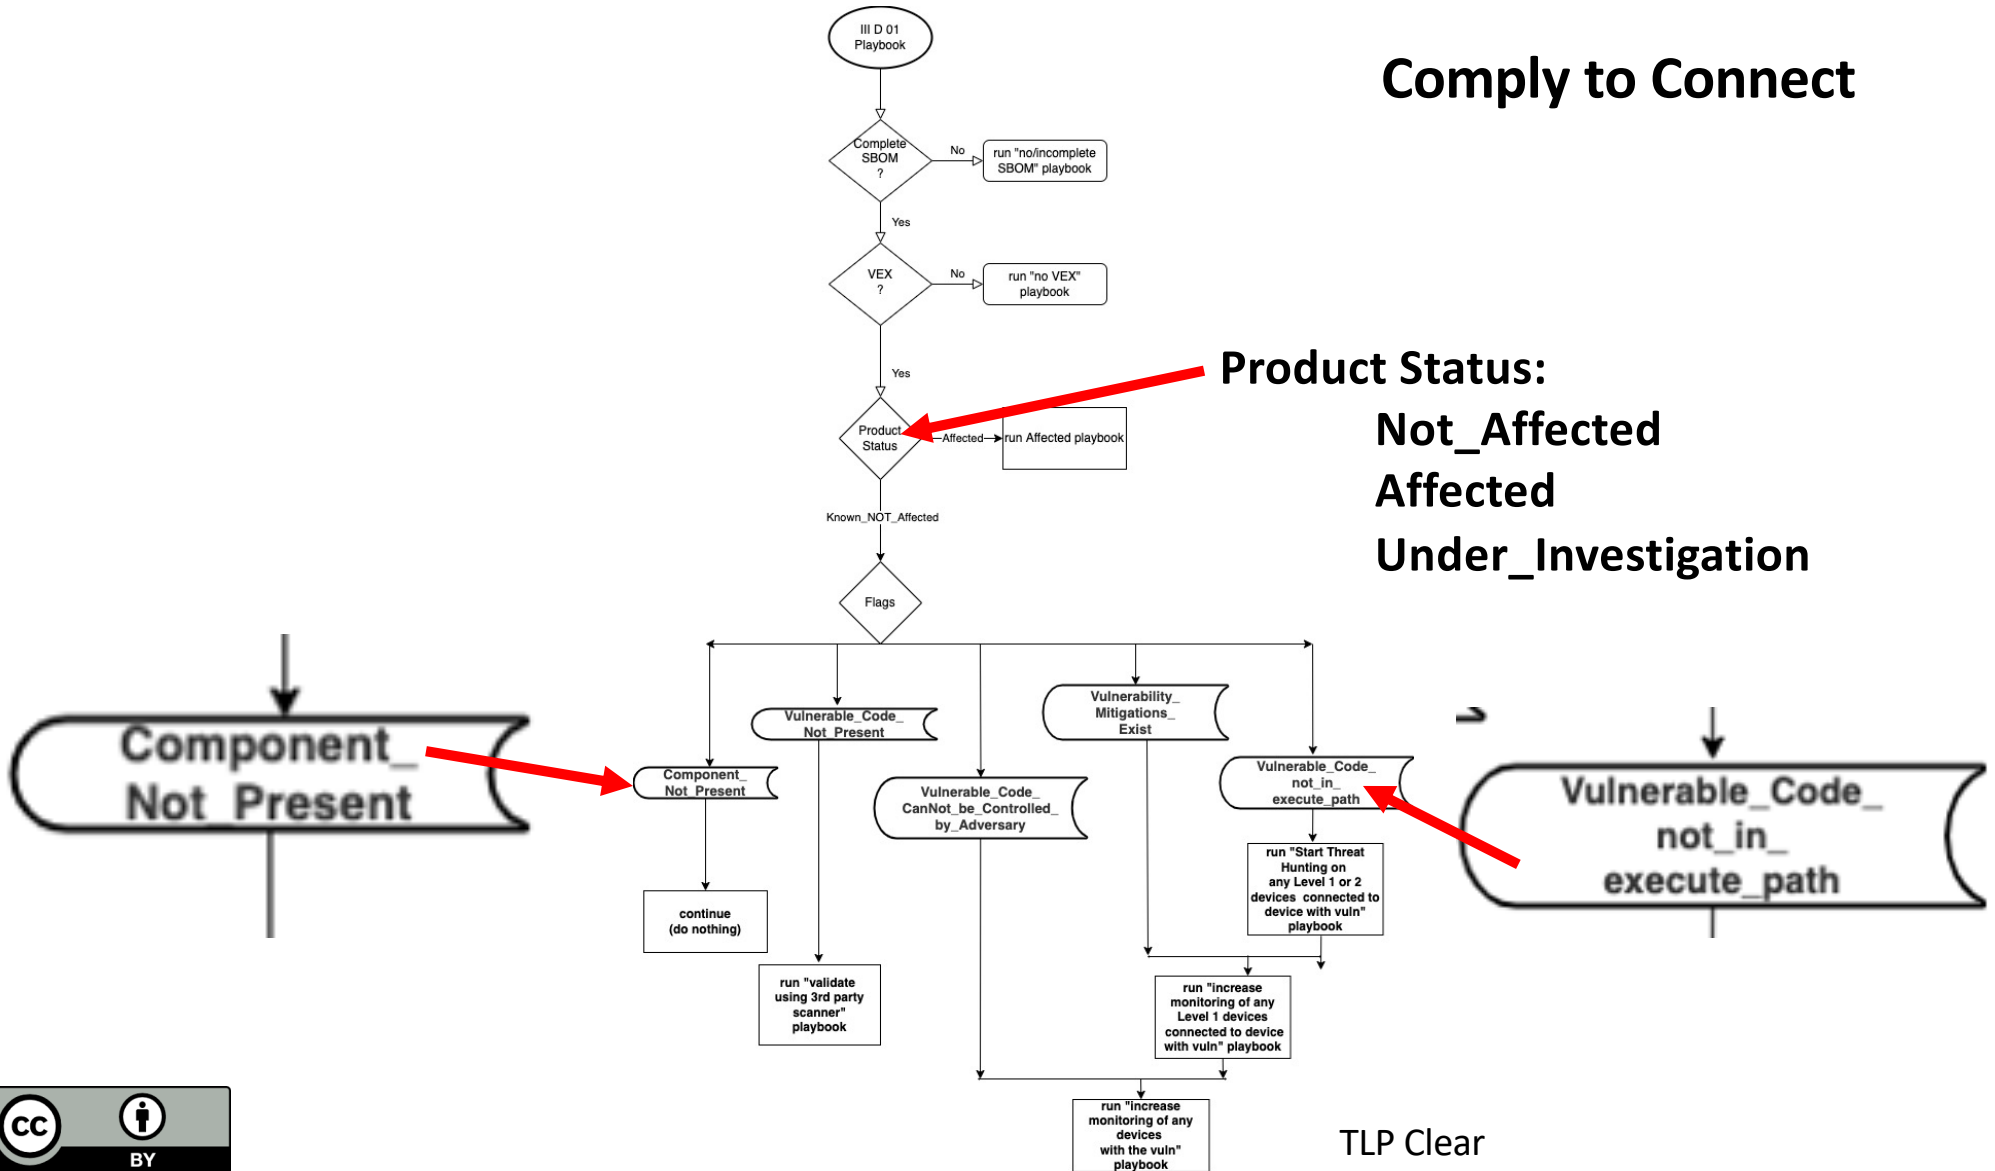 III D 01
Playbook
Comply to Connect
Complete
SBOM
?
No
run "no/incomplete
SBOM" playbook
Yes
VEX
?
No
run "no VEX"
playbook
Yes
Product Status:
Not_Affected
Affected
Under_Investigation
Product
Status
Affected
run Affected playbook
Known_NOT_Affected
Flags
Component_
Not_Present
Component_
Not_Present
Vulnerable_Code_
Not_Present
Vulnerable_Code_
CanNot_be_Controlled_
by_Adversary
Vulnerability_
Mitigations_
Exist
Vulnerable_Code_
not_in_
execute_path
Vulnerable_Code_
not_in_
execute_path
continue
(do nothing)
run "validate
using 3rd party
scanner"
playbook
run "Start Threat
Hunting on
any Level 1 or 2
devices connected to
device with vuln"
playbook
run "increase
monitoring of any
Level 1 devices
connected to device
with vuln" playbook
run "increase
monitoring of any
devices
with the vuln"
playbook
TLP Clear
CC
BY